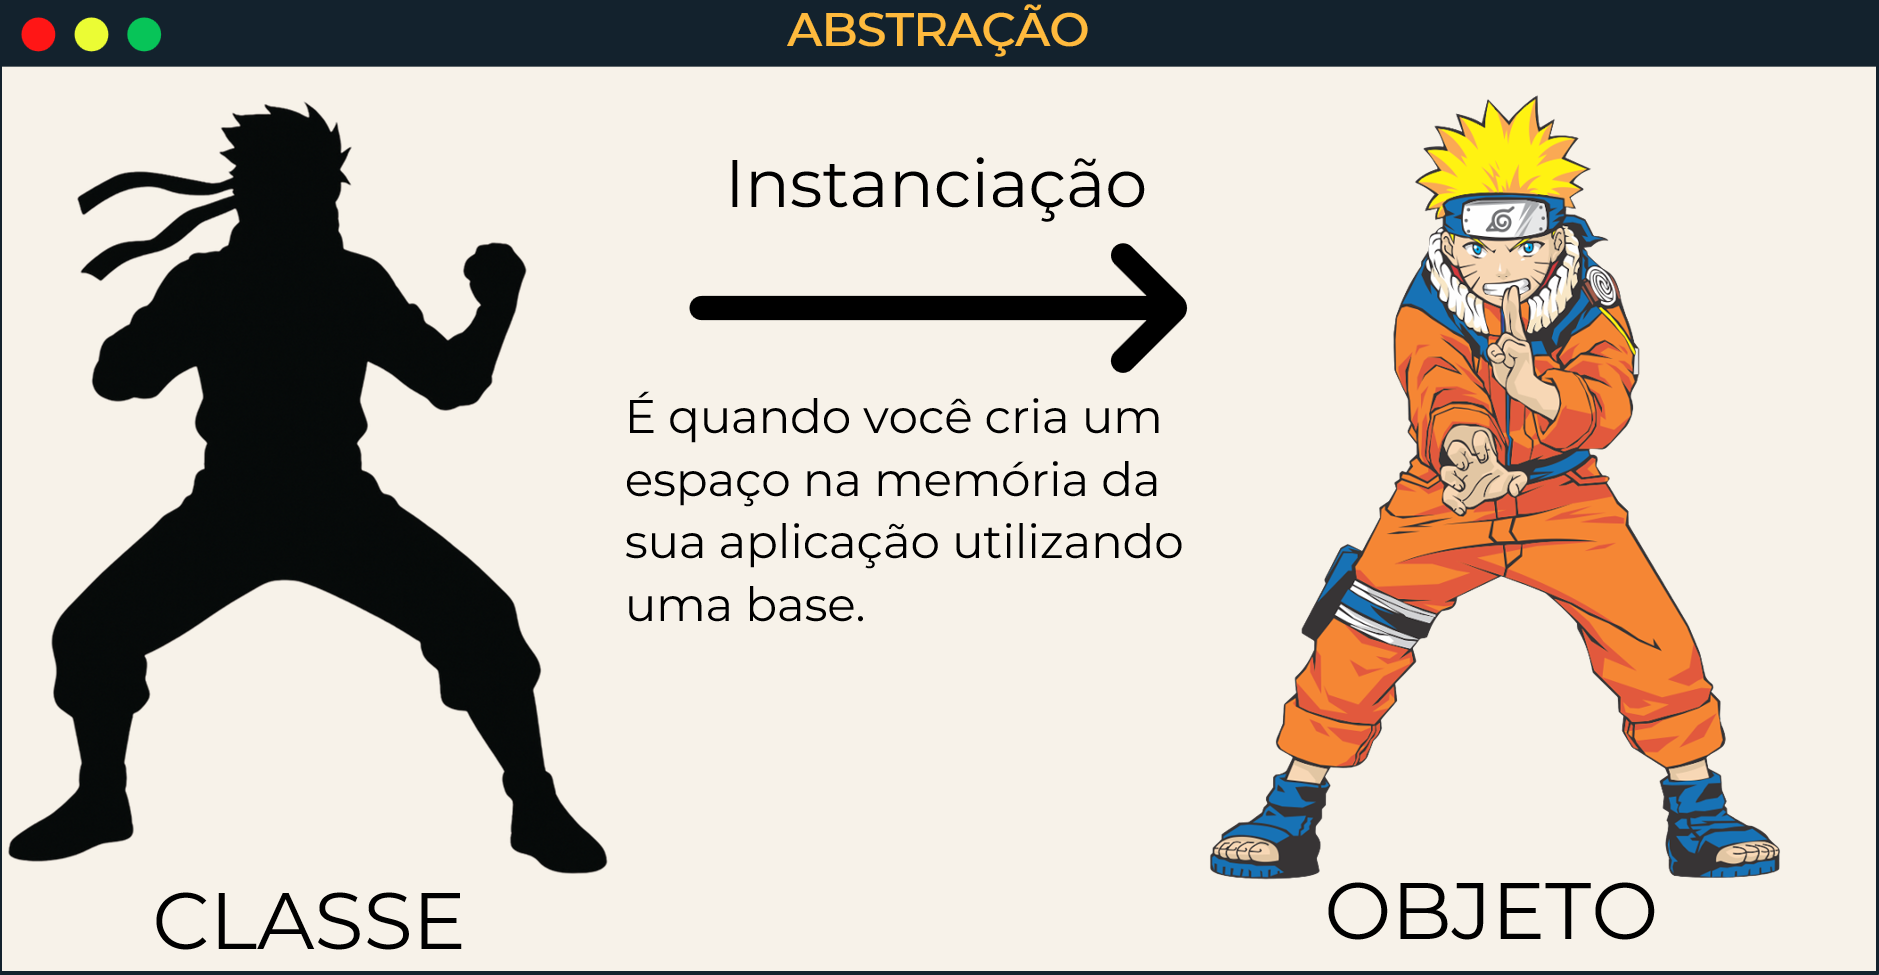 ABSTRAÇÃO
Instanciação
É quando você cria um
espaço na memória da
sua aplicação utilizando
uma base.
CLASSE
OBJETO